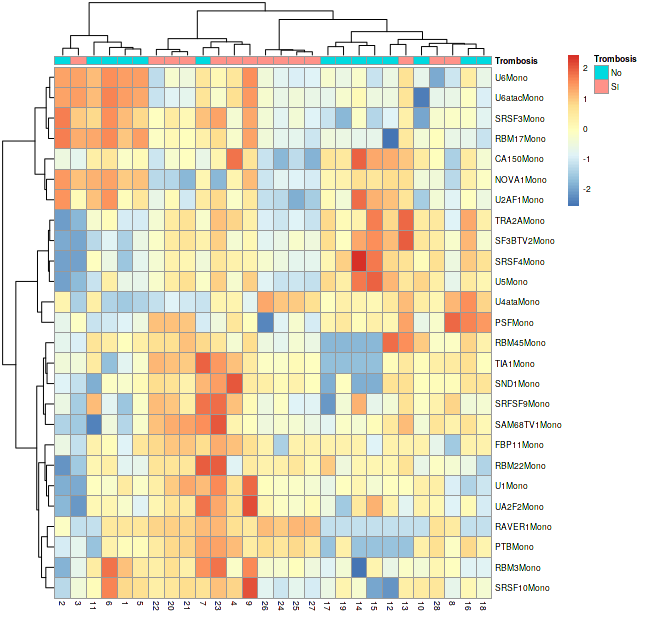 Trombosis
U6Mono
U6atacMono
SRSF3Mono
RBM17Mono
CA150Mono
NOVA1Mono
U2AF1Mono
TRA2AMono
SF3BTV2Mono
SRSF4Mono
U5Mono
U4ataMono
PSFMono
RBM45Mono
TIA1Mono
SND1Mono
SRFSF9Mono
SAM68TV1Mono
FBP11Mono
RBM22Mono
U1Mono
UA2F2Mono
RAVER1Mono
PTBMono
RBM3Mono
SRSF10Mono
2 3 11 6 1 5 22 20 21 7 23 4 9 26 24 25 27 17 19 14 15 12 13 10 28 8 16 18
2
1
0
-1
-2
Trombosis
No
SI